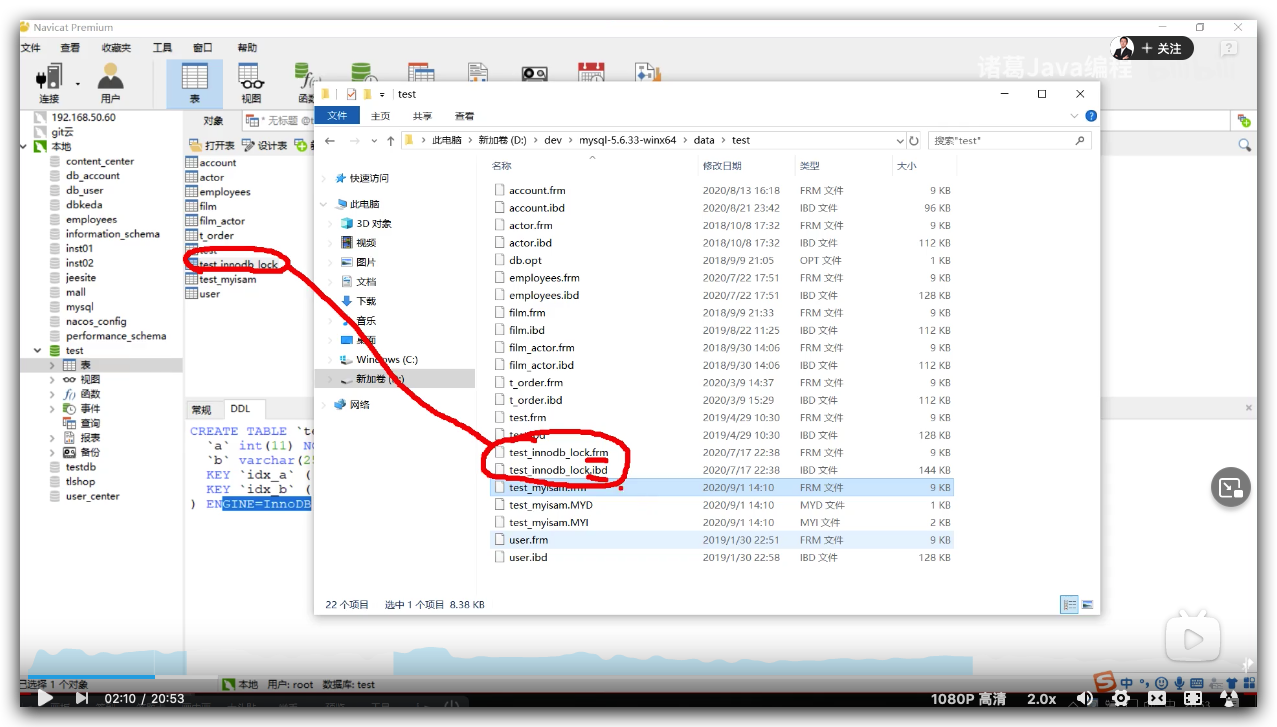 Navicat Premium
文件 查看 收藏夹 工具 窗口 帮助
+ 关注
诸葛Java编程
连接 用户 表 视图
192.168.50.60
git云
本地
content_center
db_account
db_user
dbkeda
employees
information_schema
inst01
inst02
jeesite
mall
mysql
nacos_config
performance_schema
test
表
视图
函数
事件
查询
报表
备份
testdb
tlshop
user_center
对象 * 无标题
打开表 设计表
account
actor
employees
film
film_actor
t_order
test
test_innodb_lock
test_myisam
user
常规 DDL
CREATE TABLE `te
`a` int(11) NO
`b` varchar(25
KEY `idx_a` (
KEY `idx_b` (
) ENGINE=InnoDB
test
文件 主页 共享 查看
此电脑 新加卷 (D:) dev mysql-5.6.33-winx64 data test
搜索"test"
快速访问
此电脑
3D 对象
视频
图片
文档
下载
音乐
桌面
Windows (C:)
新加卷
网络
名称 修改日期 类型 大小
account.frm 2020/8/13 16:18 FRM 文件 9 KB
account.ibd 2020/8/21 23:42 IBD 文件 96 KB
actor.frm 2018/10/8 17:32 FRM 文件 9 KB
actor.ibd 2018/10/8 17:32 IBD 文件 112 KB
db.opt 2018/9/9 21:05 OPT 文件 1 KB
employees.frm 2020/7/22 17:51 FRM 文件 9 KB
employees.ibd 2020/7/22 17:51 IBD 文件 128 KB
film.frm 2018/9/9 21:33 FRM 文件 9 KB
film.ibd 2019/8/22 11:25 IBD 文件 112 KB
film_actor.frm 2018/9/30 14:06 FRM 文件 9 KB
film_actor.ibd 2018/9/30 14:06 IBD 文件 112 KB
t_order.frm 2020/3/9 14:37 FRM 文件 9 KB
t_order.ibd 2020/3/9 15:29 IBD 文件 112 KB
test.frm 2019/4/29 10:30 FRM 文件 9 KB
test.ibd 2019/4/29 10:30 IBD 文件 128 KB
test_innodb_lock.frm 2020/7/17 22:38 FRM 文件 9 KB
test_innodb_lock.ibd 2020/7/17 22:38 IBD 文件 144 KB
test_myisam.frm 2020/9/1 14:10 FRM 文件 9 KB
test_myisam.MYD 2020/9/1 14:10 MYD 文件 1 KB
test_myisam.MYI 2020/9/1 14:10 MYI 文件 2 KB
user.frm 2019/1/30 22:51 FRM 文件 9 KB
user.ibd 2019/1/30 22:58 IBD 文件 128 KB
22 个项目 选中 1 个项目 8.38 KB
已选择 1 个对象 本地 用户: root 数据库: test
中
02:10 / 20:53 1080P 高清 2.0x